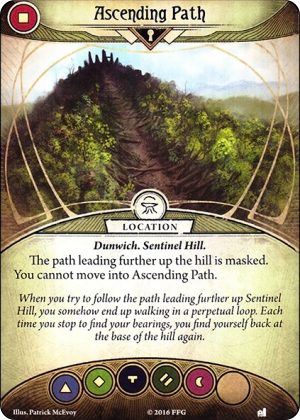 Ascending Path
LOCATION
Dunwich. Sentinel Hill.
The path leading further up the hill is masked.
You cannot move into Ascending Path.
When you try to follow the path leading further up Sentinel
Hill, you somehow end up walking in a perpetual loop. Each
time you stop to find your bearings, you find yourself back at
the base of the hill again.
Illus. Patrick McEvoy
© 2016 FFG